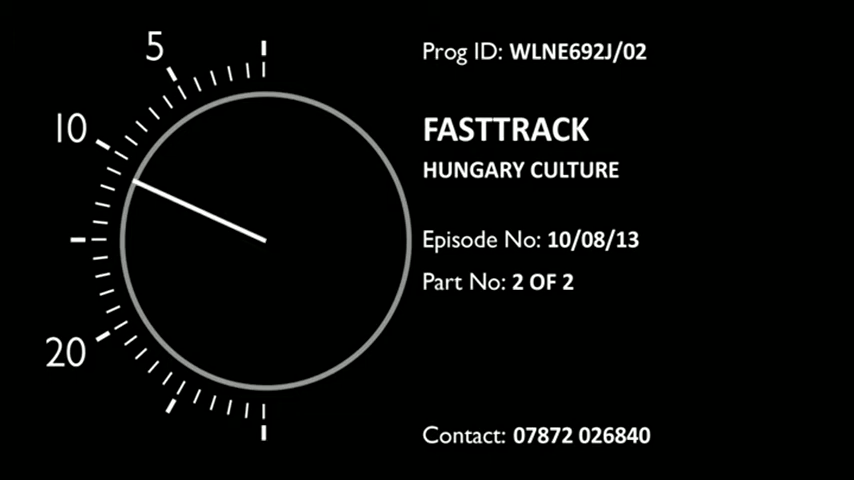 5
10
20
Prog ID: WLNE692J/02
FASTTRACK
HUNGARY CULTURE
Episode No: 10/08/13
Part No: 2 OF 2
Contact: 07872 026840